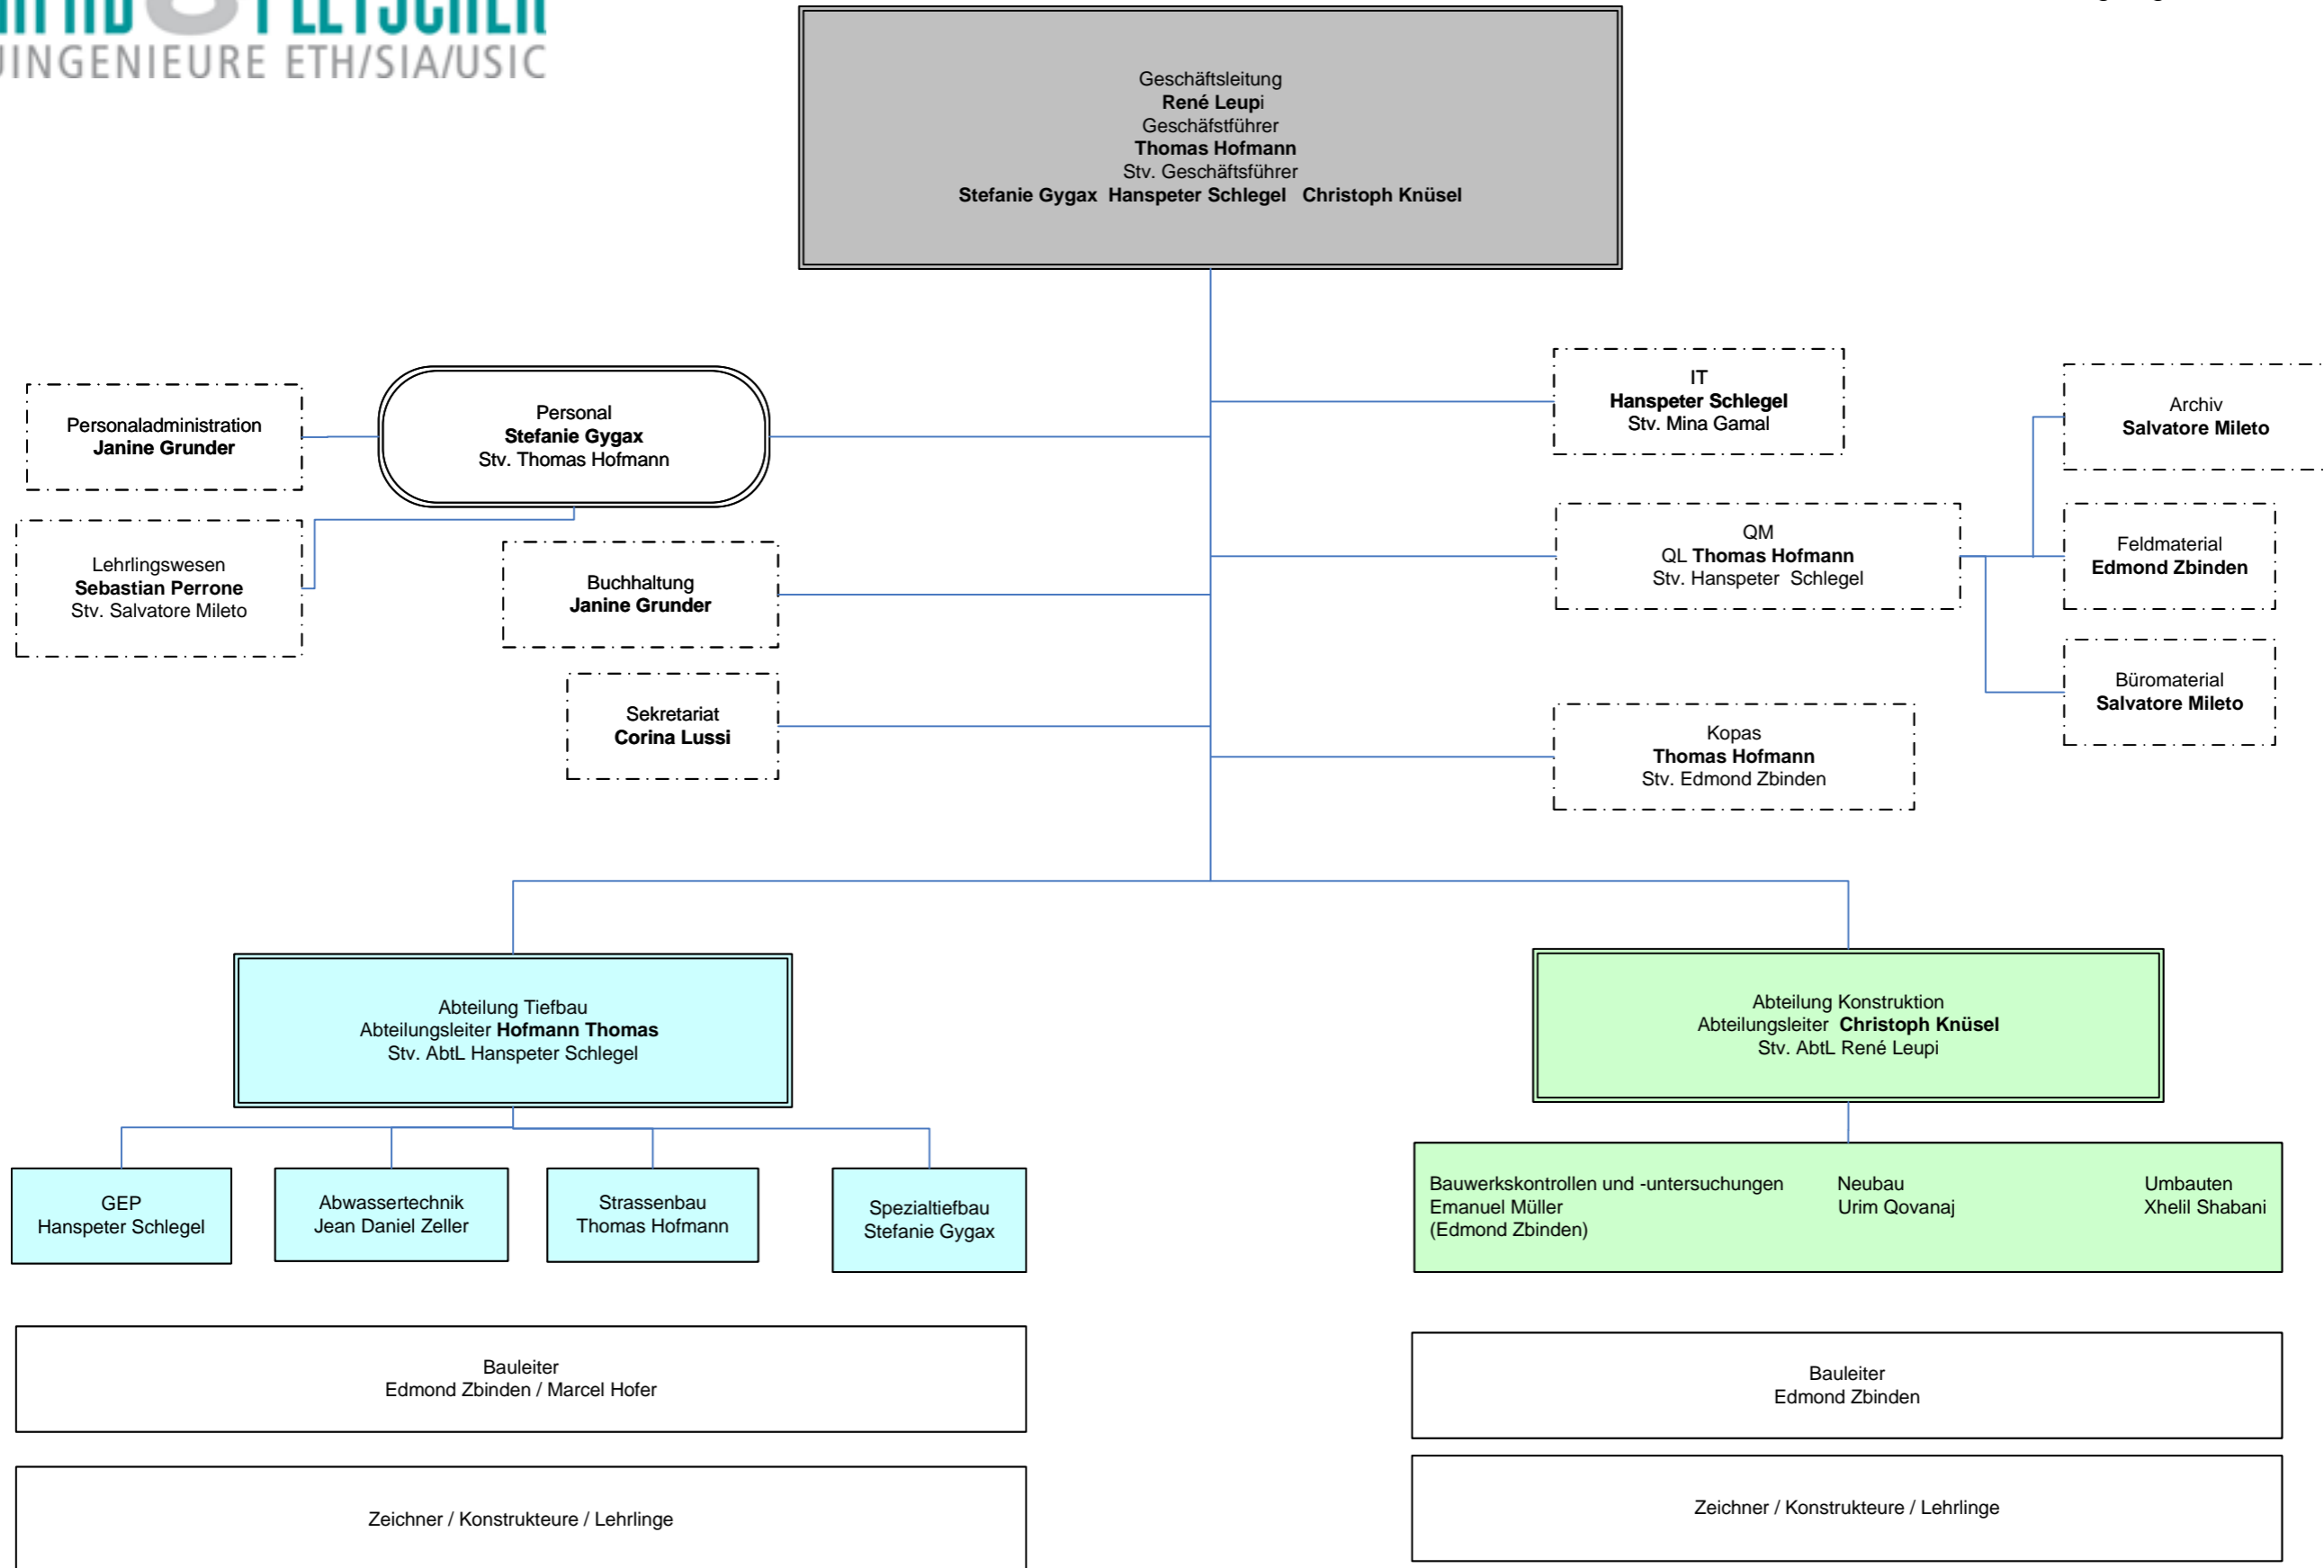 UINGENIEURE ETH/SIA/USIC
Geschäftsleitung
René Leupi
Geschäfstführer
Thomas Hofmann
Stv. Geschäftsführer
Stefanie Gygax  Hanspeter Schlegel   Christoph Knüsel
Personaladministration
Janine Grunder
Personal
Stefanie Gygax
Stv. Thomas Hofmann
IT
Hanspeter Schlegel
Stv. Mina Gamal
Archiv
Salvatore Mileto
Lehrlingswesen
Sebastian Perrone
Stv. Salvatore Mileto
Buchhaltung
Janine Grunder
QM
QL Thomas Hofmann
Stv. Hanspeter  Schlegel
Feldmaterial
Edmond Zbinden
Büromaterial
Salvatore Mileto
Sekretariat
Corina Lussi
Kopas
Thomas Hofmann
Stv. Edmond Zbinden
Abteilung Tiefbau
Abteilungsleiter Hofmann Thomas
Stv. AbtL Hanspeter Schlegel
Abteilung Konstruktion
Abteilungsleiter  Christoph Knüsel
Stv. AbtL René Leupi
GEP
Hanspeter Schlegel
Abwassertechnik
Jean Daniel Zeller
Strassenbau
Thomas Hofmann
Spezialtiefbau
Stefanie Gygax
Bauwerkskontrollen und -untersuchungen
Emanuel Müller
(Edmond Zbinden)
Neubau
Urim Qovanaj
Umbauten
Xhelil Shabani
Bauleiter
Edmond Zbinden / Marcel Hofer
Bauleiter
Edmond Zbinden
Zeichner / Konstrukteure / Lehrlinge
Zeichner / Konstrukteure / Lehrlinge